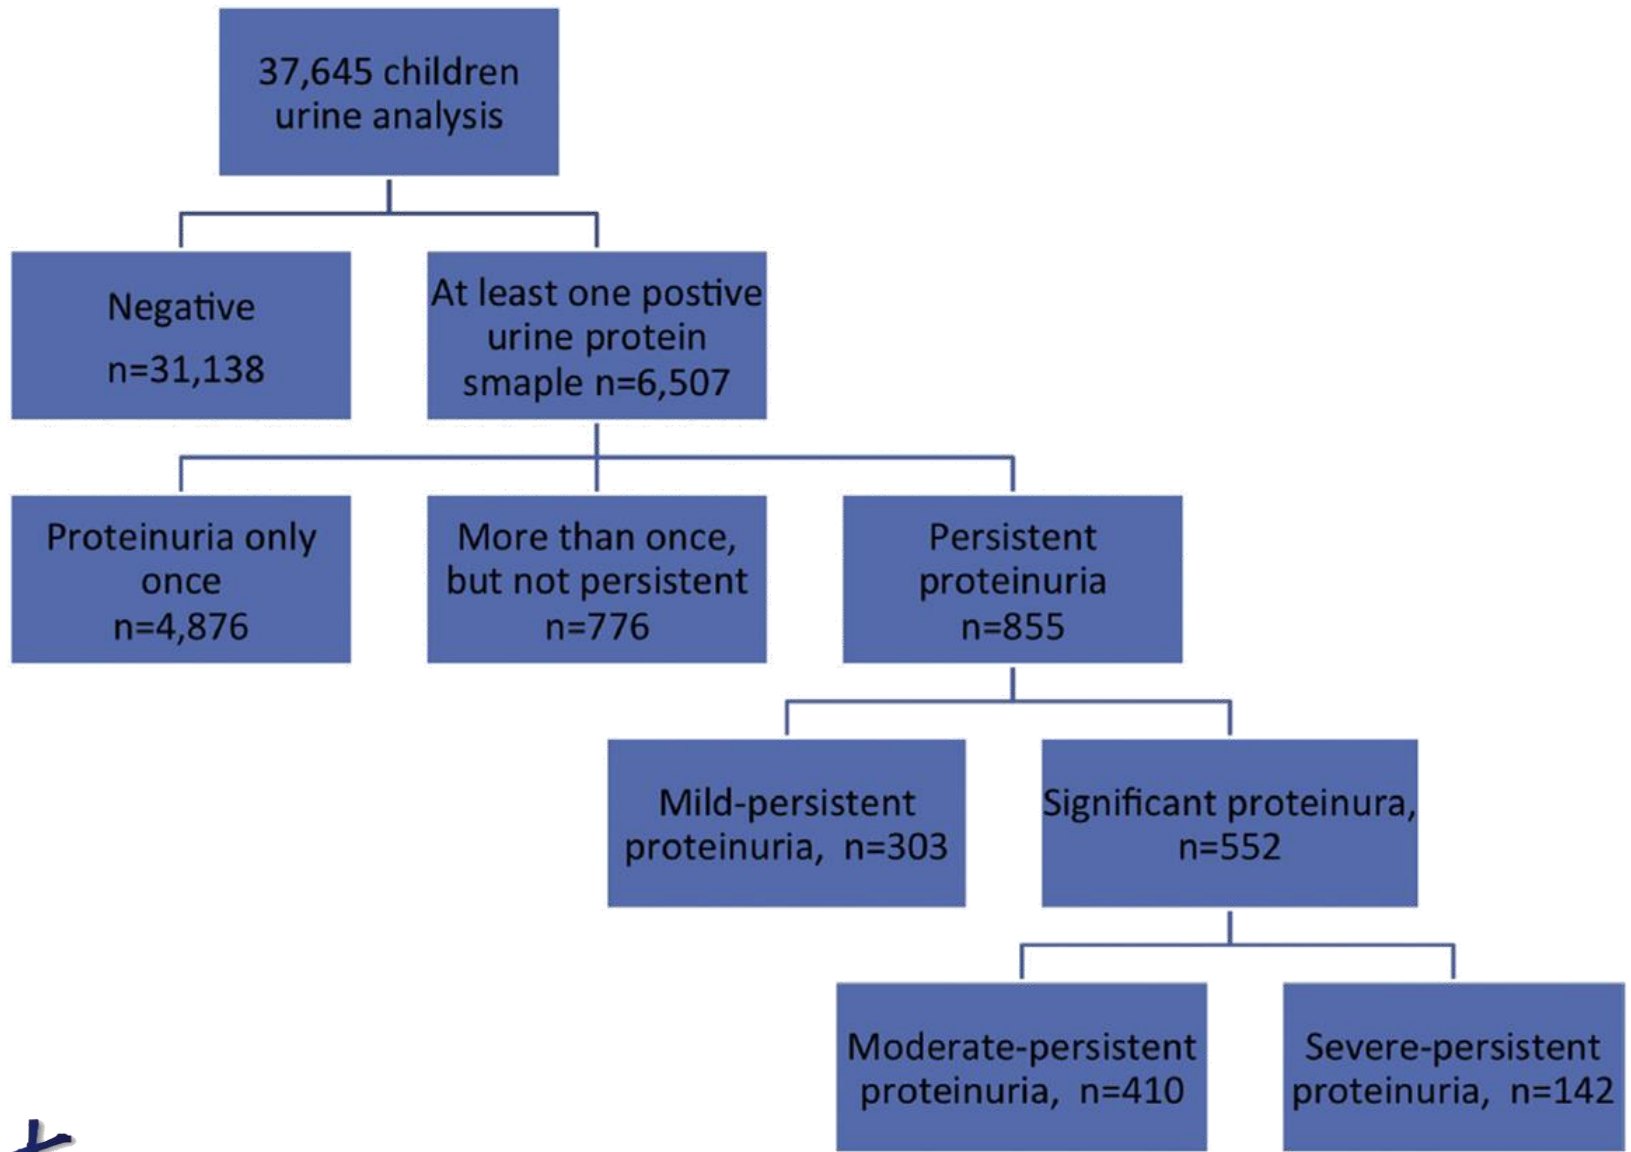 37,645 children
urine analysis
Negative
n=31,138
At least one postive
urine protein
smaple n=6,507
Proteinuria only
once
n=4,876
More than once,
but not persistent
n=776
Persistent
proteinuria
n=855
Mild-persistent
proteinuria, n=303
Significant proteinura,
n=552
Moderate-persistent
proteinuria, n=410
Severe-persistent
proteinuria, n=142